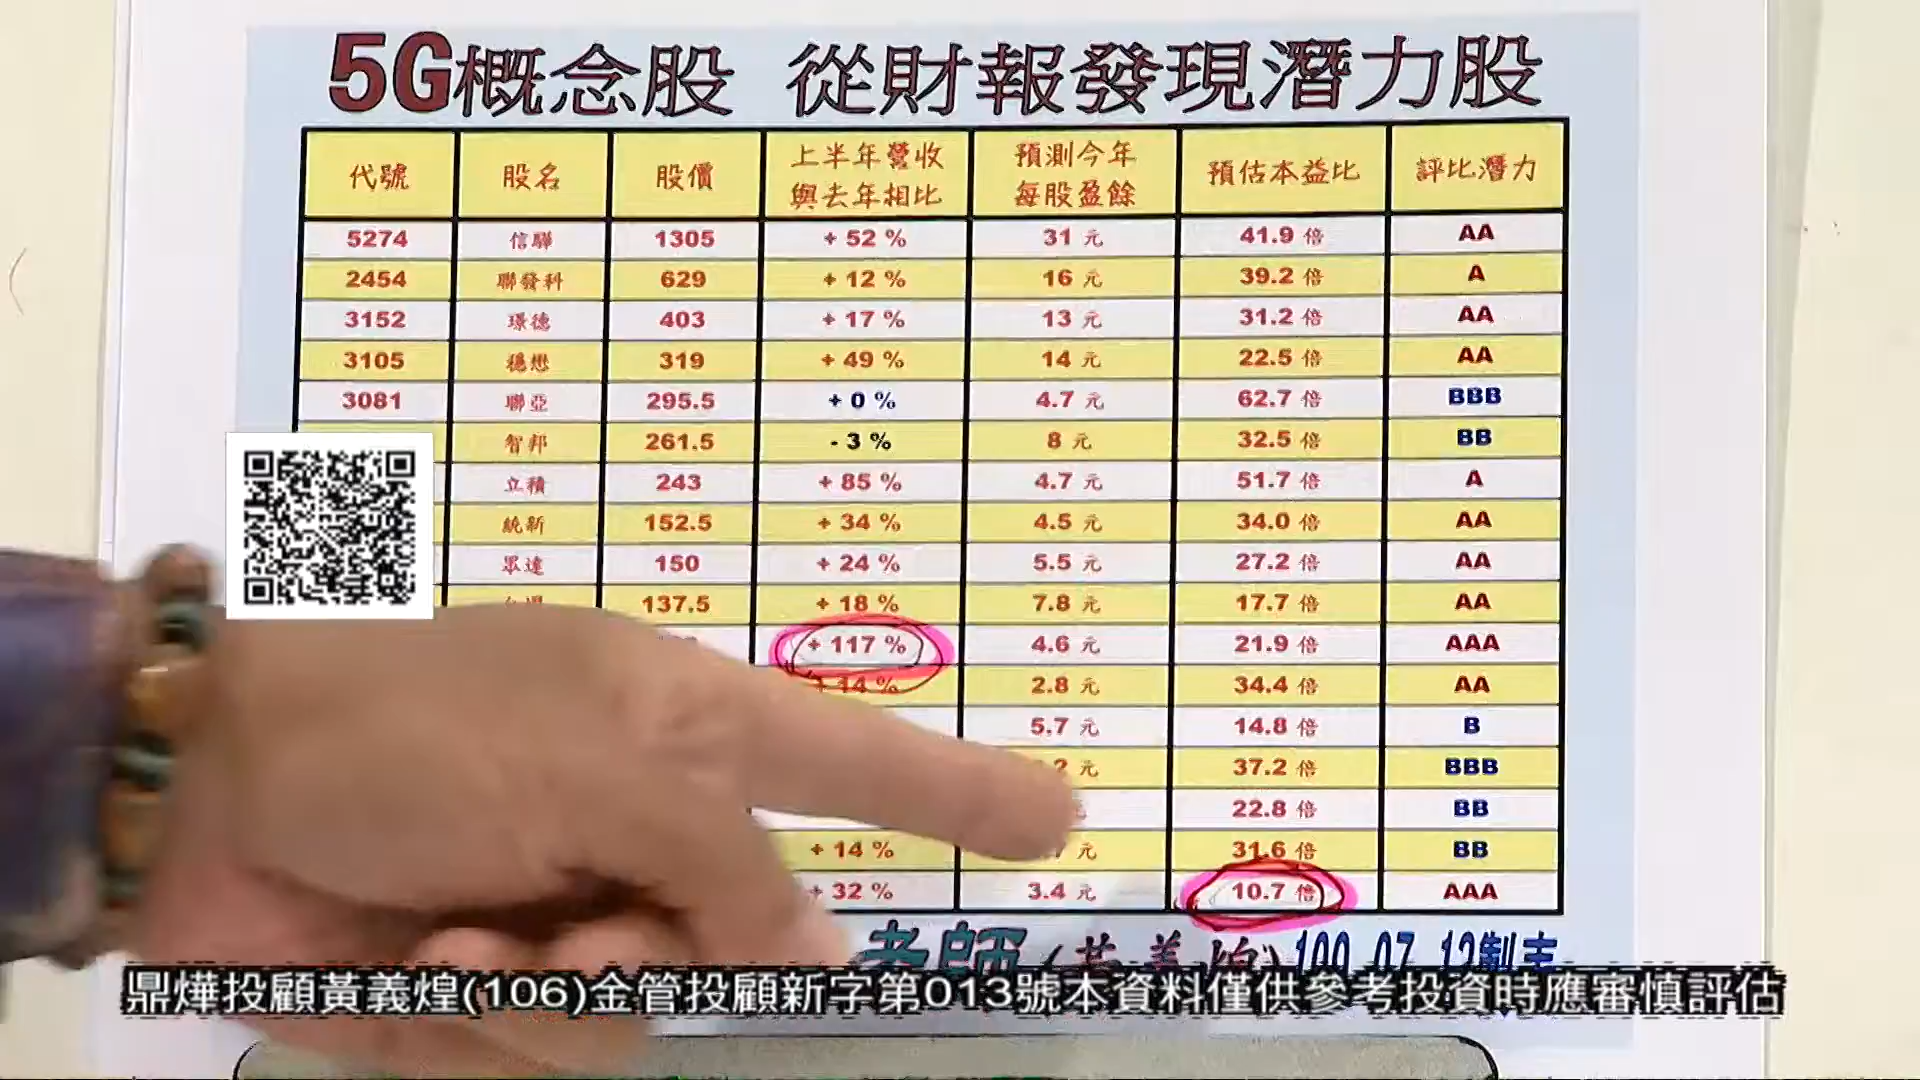 5G概念股 從財報發現潛力股
代號 股名 股價 上半年營收與去年相比 預測今年每股盈餘 預估本益比 評比潛力
5274 信驊 1305 + 52 % 31 元 41.9 倍 AA
2454 聯發科 629 + 12 % 16 元 39.2 倍 A
3152 璟德 403 + 17 % 13 元 31.2 倍 AA
3105 穩懋 319 + 49 % 14 元 22.5 倍 AA
3081 聯亞 295.5 + 0 % 4.7 元 62.7 倍 BBB
智邦 261.5 - 3 % 8 元 32.5 倍 BB
立積 243 + 85 % 4.7 元 51.7 倍 A
統新 152.5 + 34 % 4.5 元 34.0 倍 AA
眾達 150 + 24 % 5.5 元 27.2 倍 AA
137.5 + 18 % 7.8 元 17.7 倍 AA
+ 117 % 4.6 元 21.9 倍 AAA
+ 14 % 2.8 元 34.4 倍 AA
5.7 元 14.8 倍 B
元 37.2 倍 BBB
22.8 倍 BB
+ 14 % 元 31.6 倍 BB
+ 32 % 3.4 元 10.7 倍 AAA
老師
鼎燁投顧黃義煌(106)金管投顧新字第013號本資料僅供參考投資時應審慎評估